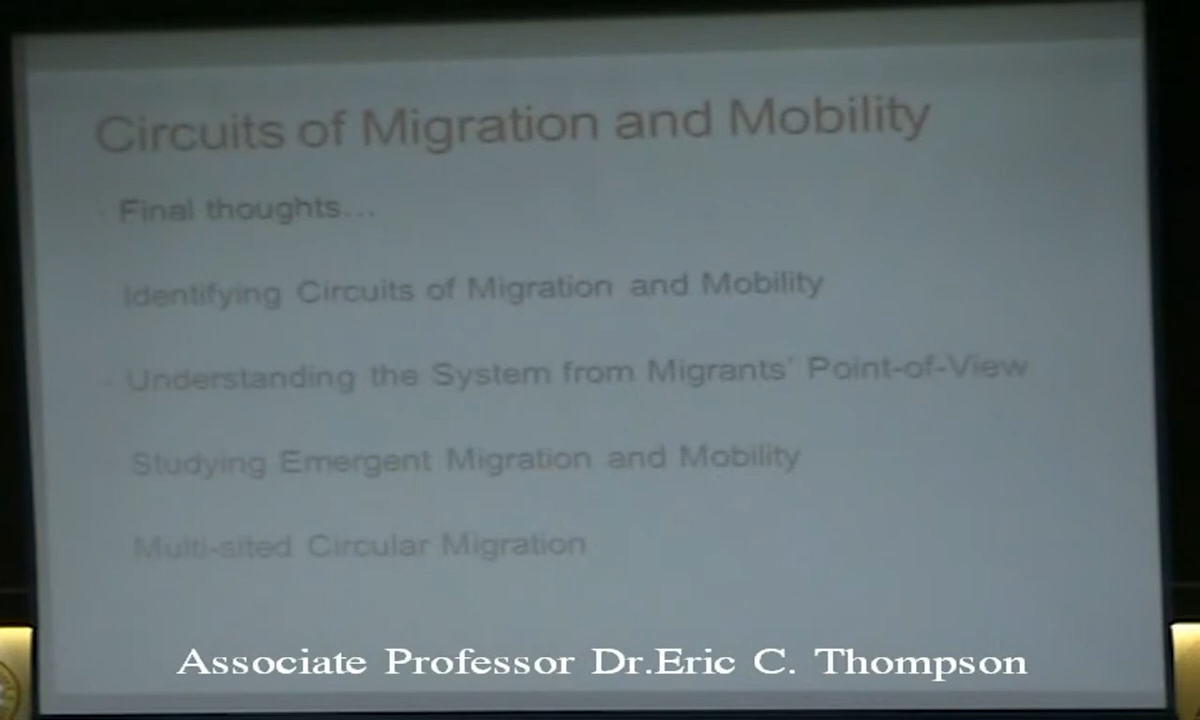 Circuits of Migration and Mobility
Final thoughts...
Identifying Circuits of Migration and Mobility
Understanding the System from Migrants' Point-of-View
Studying Emergent Migration and Mobility
Multi-sited Circular Migration
Associate Professor Dr.Eric C. Thompson